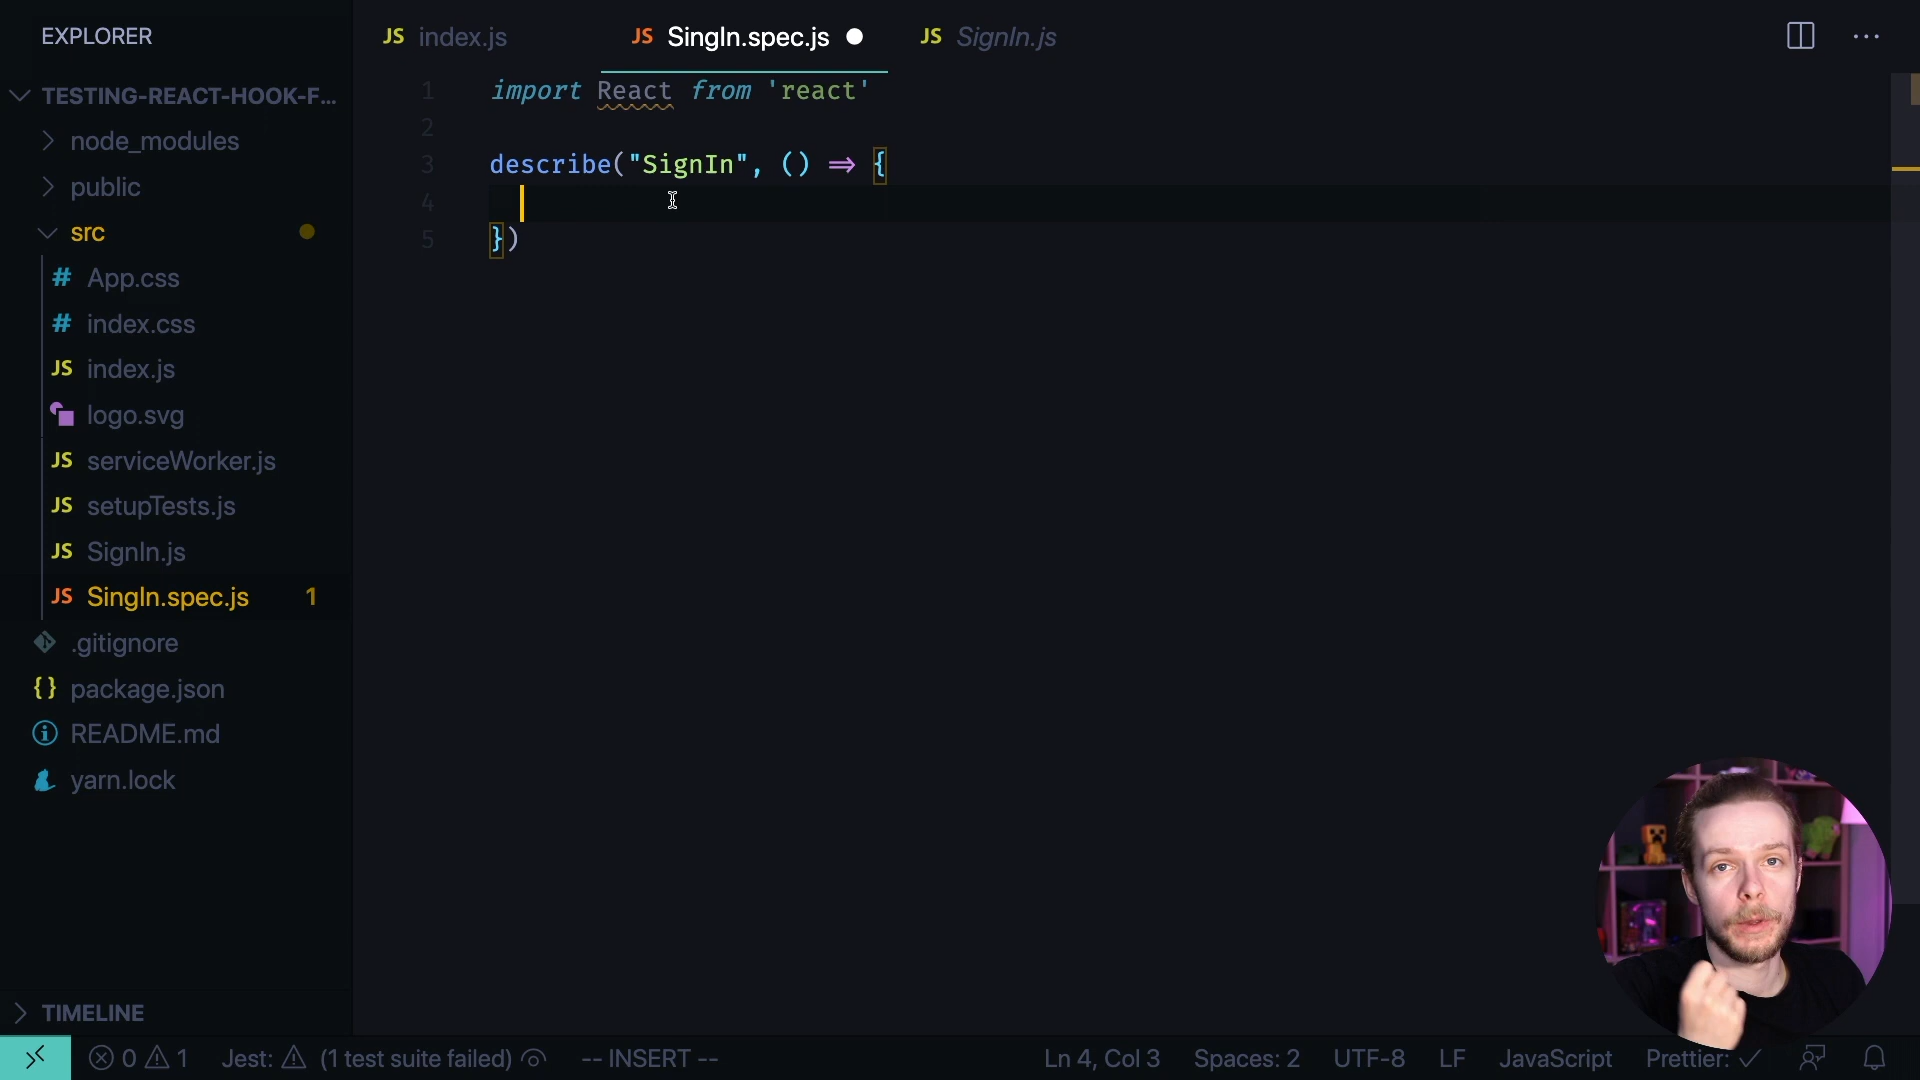 EXPLORER
JS index.js
JS SingIn.spec.js
JS SignIn.js
TESTING-REACT-HOOK-F...
node_modules
public
src
# App.css
# index.css
JS index.js
logo.svg
JS serviceWorker.js
JS setupTests.js
JS SignIn.js
JS SingIn.spec.js 1
.gitignore
{} package.json
README.md
yarn.lock
TIMELINE
1 import React from 'react'
2
3 describe("SignIn", () => {
4
5 })
0 1 Jest: (1 test suite failed) -- INSERT -- Ln 4, Col 3 Spaces: 2 UTF-8 LF JavaScript Prettier: ✓